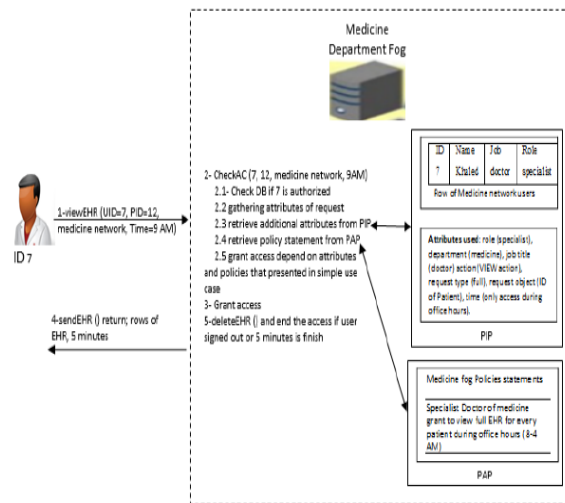 Medicine
Department Fog
ID 7
1-viewEHR (UID=7, PID=12,
medicine network, Time=9 AM)
4-sendEHR () return; rows of
EHR, 5 minutes
2- CheckAC (7, 12, medicine network, 9AM)
2.1- Check DB if 7 is authorized
2.2 gathering attributes of request
2.3 retrieve additional attributes from PIP
2.4 retrieve policy statement from PAP
2.5 grant access depend on attributes
and policies that presented in simple use
case
3- Grant access
5-deleteEHR () and end the access if user
signed out or 5 minutes is finish
ID Name Job Role
7 Khaled doctor specialist
Row of Medicine network users
Attributes used: role (specialist),
department (medicine), job title
(doctor) action (VIEW action),
request type (full), request object (ID
of Patient), time (only access during
office hours).
PIP
Medicine fog Policies statements
Specialist Doctor of medicine
grant to view full EHR for every
patient during office hours (8-4
AM)
PAP